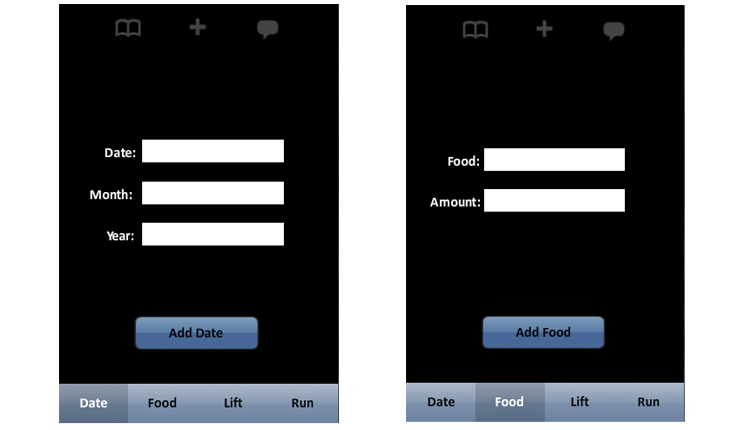 Date:
Month:
Year:
Add Date
Date Food Lift Run
Food:
Amount:
Add Food
Date Food Lift Run